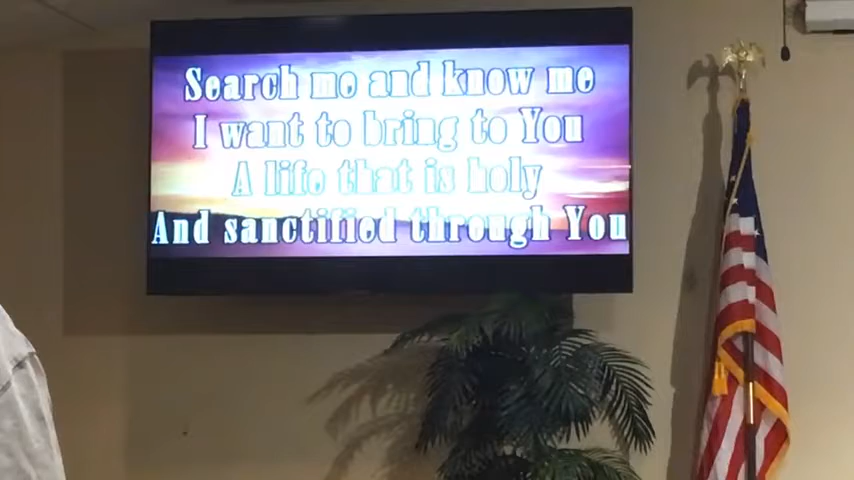 Search me and know me
I want to bring to You
A life that is holy
And sanctified through You